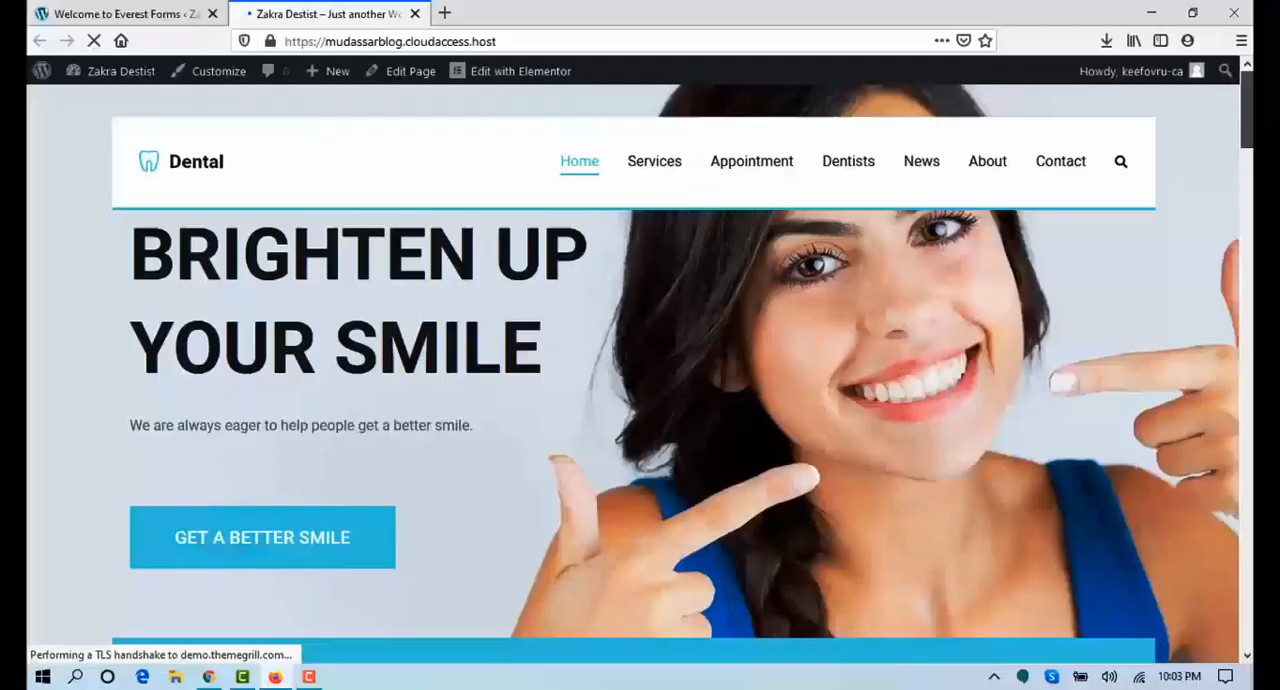 Welcome to Everest Forms ‹ Za
Zakra Destist – Just another Wo
https://mudassarblog.cloudaccess.host
Zakra Destist
Customize
0
New
Edit Page
Edit with Elementor
Howdy, keefovru-ca
Dental
Home
Services
Appointment
Dentists
News
About
Contact
BRIGHTEN UP
YOUR SMILE
We are always eager to help people get a better smile.
GET A BETTER SMILE
Performing a TLS handshake to demo.themegrill.com...
10:03 PM